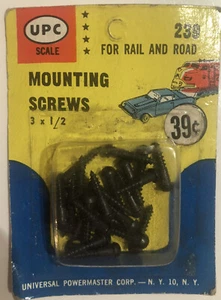 UPC
SCALE
239
FOR RAIL AND ROAD
MOUNTING
SCREWS
3 x 1/2
39¢
UNIVERSAL POWERMASTER CORP. — N. Y. 10, N. Y.